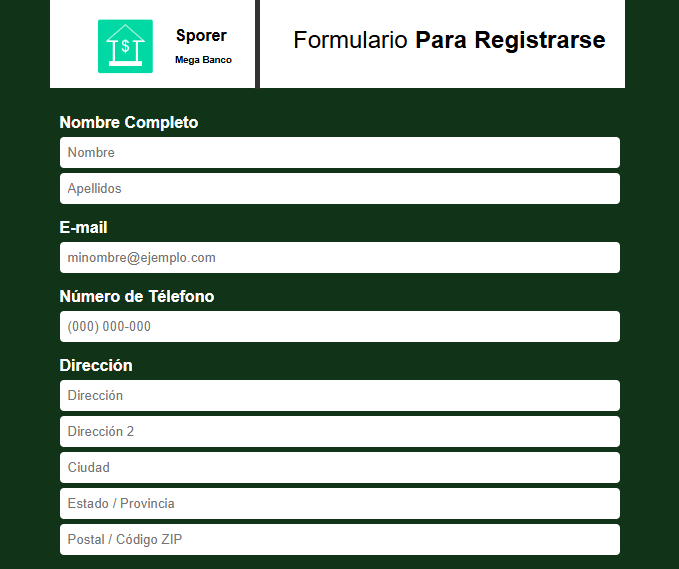 Sporer
Mega Banco
Formulario Para Registrarse
$
Nombre Completo
Nombre
Apellidos
E-mail
minombre@ejemplo.com
Número de Télefono
(000) 000-000
Dirección
Dirección
Dirección 2
Ciudad
Estado / Provincia
Postal / Código ZIP